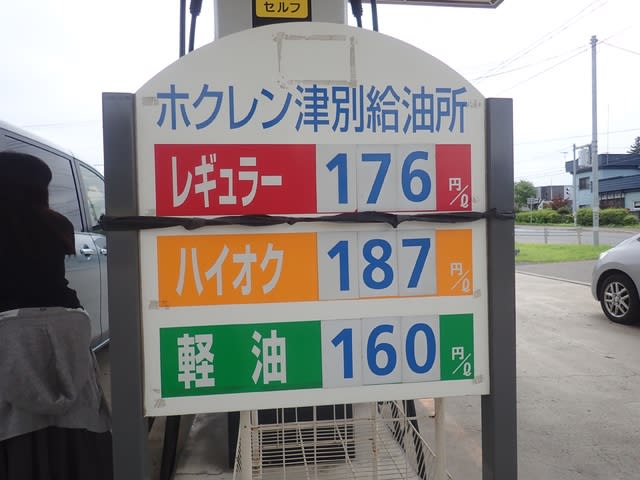 セルフ
ホクレン津別給油所
レギュラー 176 円/ℓ
ハイオク 187 円/ℓ
軽油 160 円/ℓ